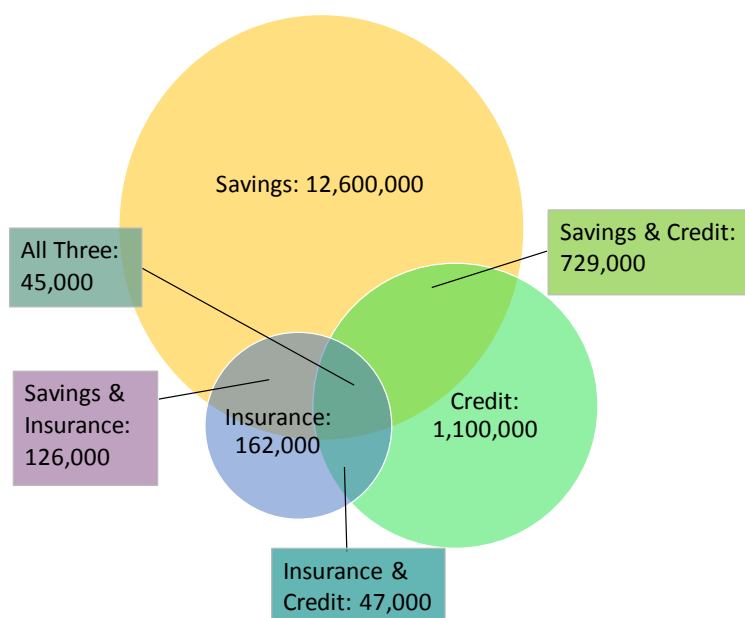 Savings: 12,600,000
Savings & Credit:
729,000
All Three:
45,000
Savings &
Insurance:
126,000
Insurance:
162,000
Credit:
1,100,000
Insurance &
Credit: 47,000